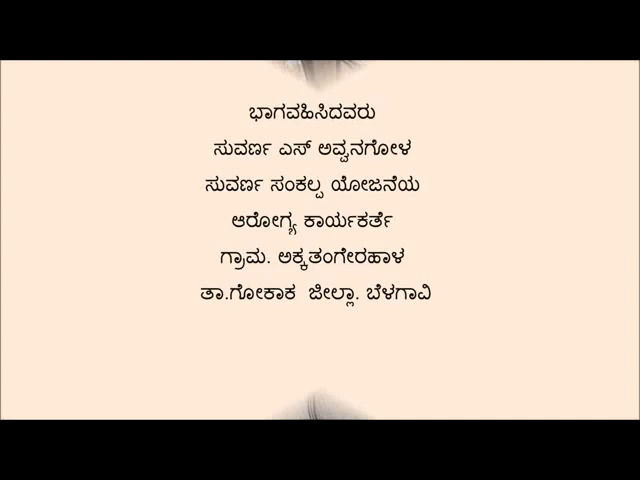 ಭಾಗವಹಿಸಿದವರು
ಸುವರ್ಣ ಎಸ್ ಅವ್ವನಗೋಳ
ಸುವರ್ಣ ಸಂಕಲ್ಪ ಯೋಜನೆಯ
ಆರೋಗ್ಯ ಕಾರ್ಯಕರ್ತೆ
ಗ್ರಾಮ. ಅಕ್ಕತಂಗೇರಹಾಳ
ತಾ.ಗೋಕಾಕ ಜೀಲ್ಲಾ. ಬೆಳಗಾವಿ